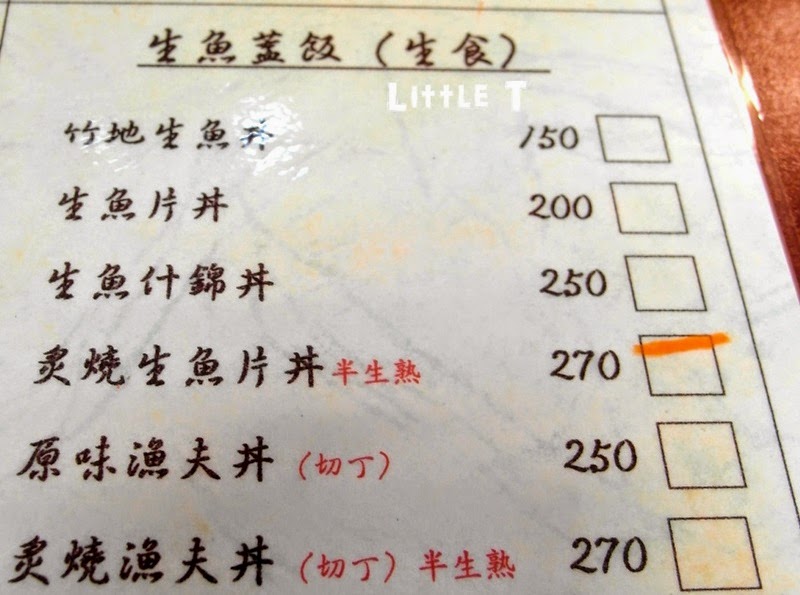 生魚蓋飯（生食）
LITTLE T
竹地生魚丼 150
生魚片丼 200
生魚什錦丼 250
炙燒生魚片丼半生熟 270
原味漁夫丼（切丁） 250
炙燒漁夫丼（切丁）半生熟 270